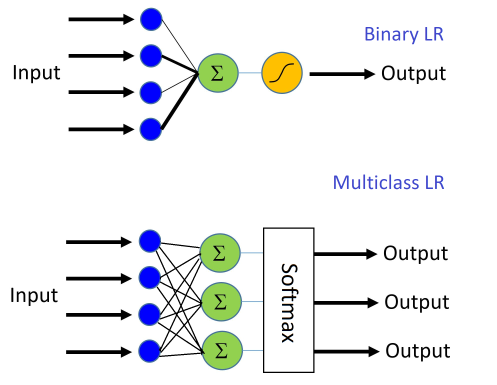 Binary LR
Input
Σ
Output
Multiclass LR
Input
Σ
Σ
Σ
Softmax
Output
Output
Output